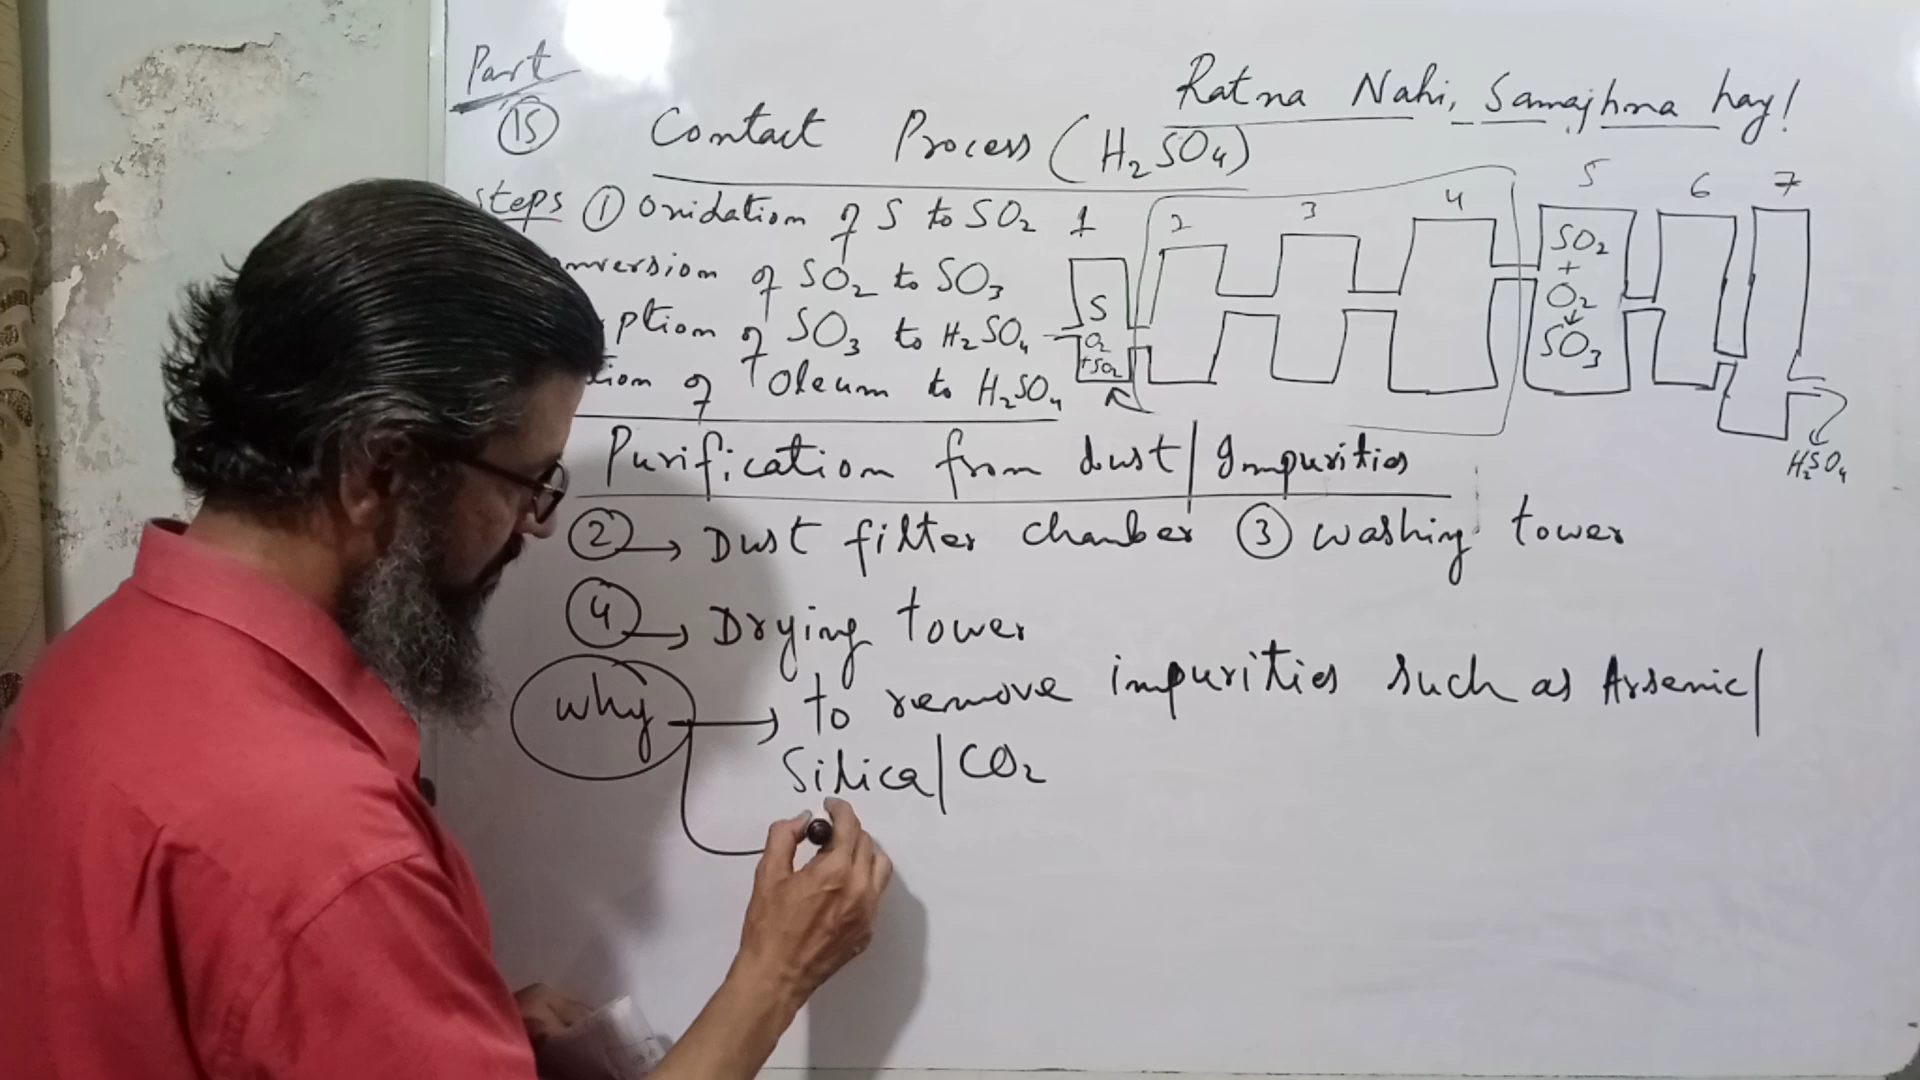 Part
15
Ratna Nahi, Samajhna hay!
Contact Process (H₂SO₄)
steps ① Oxidation of S to SO₂
nversion of SO₂ to SO₃
ption of SO₃ to H₂SO₄
tion of Oleum to H₂SO₄
1 2 3 4 5 6 7
S
O₂
+SO₂
SO₂
+
O₂
↓
SO₃
H₂SO₄
Purification from dust/Impurities
② → Dust filter chamber ③ washing tower
④ → Drying tower
why → to remove impurities such as Arsenic/
Silica/CO₂